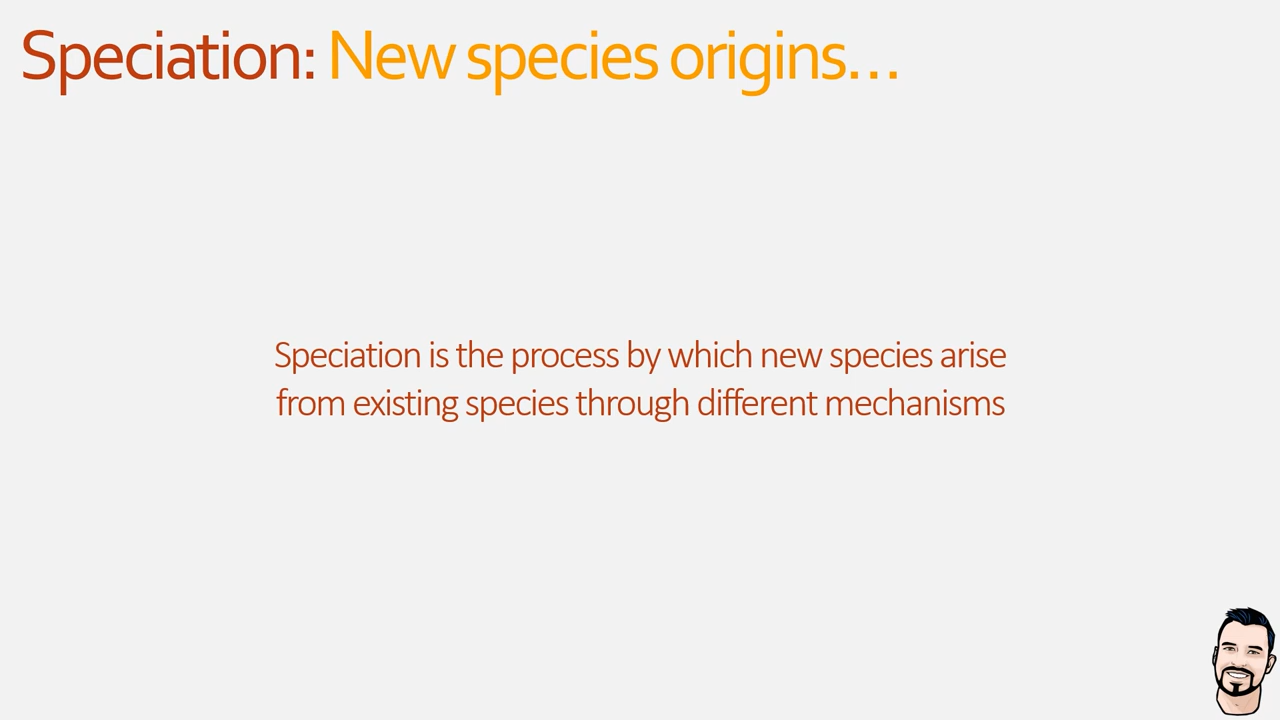 Speciation: New species origins...
Speciation is the process by which new species arise
from existing species through different mechanisms